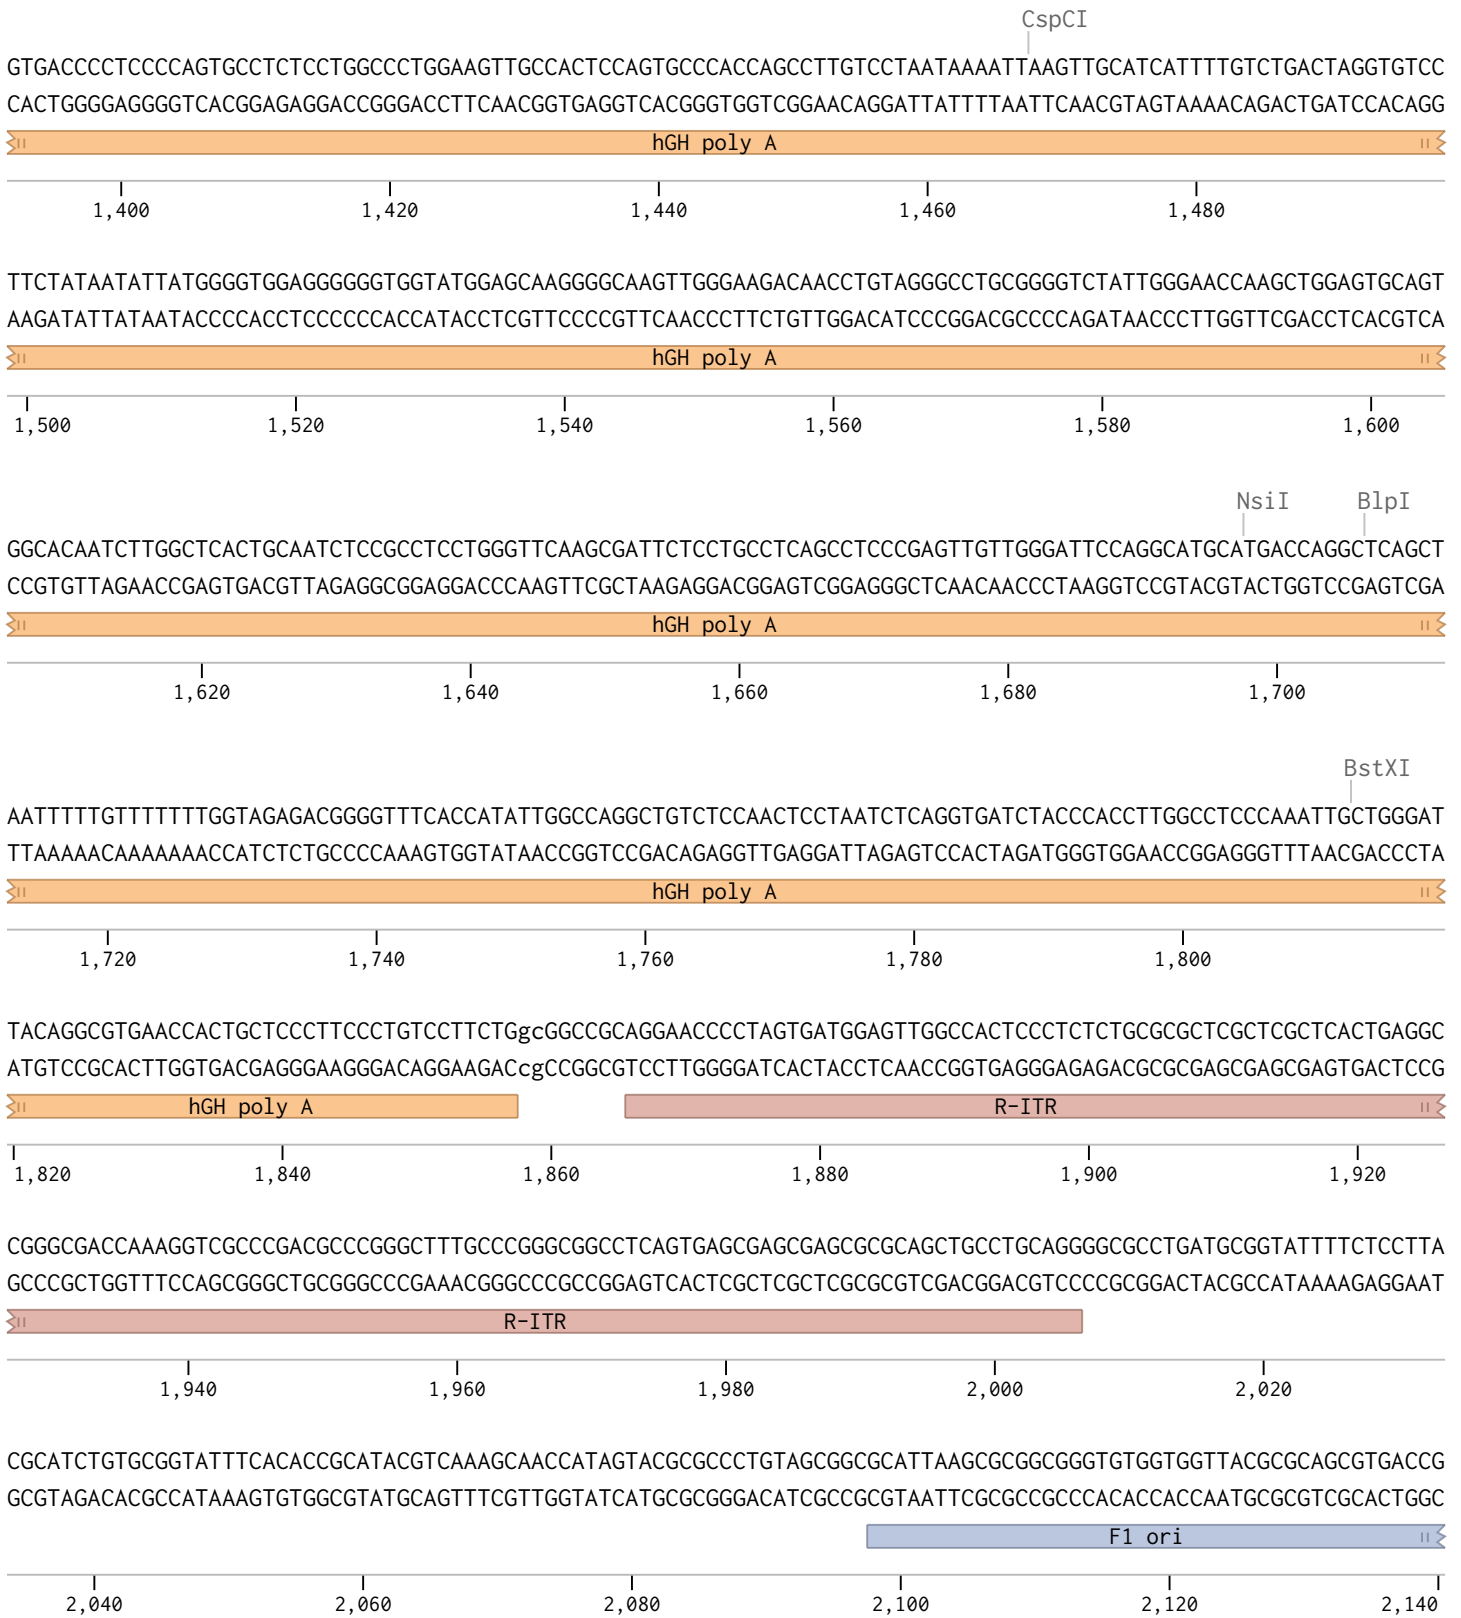 CspCI
GTGACCCCTCCCCAGTGCCTCTCCTGGCCCTGGAAGTTGCCACTCCAGTGCCCACCAGCCTTGTCCTAATAAAATTAAGTTGCATCATTTTGTCTGACTAGGTGTCC
CACTGGGGAGGGGTCACGGAGAGGACCGGGACCTTCAACGGTGAGGTCACGGGTGGTCGGAACAGGATTATTTTAATTCAACGTAGTAAAACAGACTGATCCACAGG
hGH poly A
1,400 1,420 1,440 1,460 1,480
TTCTATAATATTATGGGGTGGAGGGGGGTGGTATGGAGCAAGGGGCAAGTTGGGAAGACAACCTGTAGGGCCTGCGGGGTCTATTGGGAACCAAGCTGGAGTGCAGT
AAGATATTATAATACCCCACCTCCCCCCACCATACCTCGTTCCCCGTTCAACCCTTCTGTTGGACATCCCGGACGCCCCAGATAACCCTTGGTTCGACCTCACGTCA
hGH poly A
1,500 1,520 1,540 1,560 1,580 1,600
NsiI BlpI
GGCACAATCTTGGCTCACTGCAATCTCCGCCTCCTGGGTTCAAGCGATTCTCCTGCCTCAGCCTCCCGAGTTGTTGGGATTCCAGGCATGCATGACCAGGCTCAGCT
CCGTGTTAGAACCGAGTGACGTTAGAGGCGGAGGACCCAAGTTCGCTAAGAGGACGGAGTCGGAGGGCTCAACAACCCTAAGGTCCGTACGTACTGGTCCGAGTCGA
hGH poly A
1,620 1,640 1,660 1,680 1,700
BstXI
AATTTTTGTTTTTTTGGTAGAGACGGGGTTTCACCATATTGGCCAGGCTGTCTCCAACTCCTAATCTCAGGTGATCTACCCACCTTGGCCTCCCAAATTGCTGGGAT
TTAAAAACAAAAAAACCATCTCTGCCCCAAAGTGGTATAACCGGTCCGACAGAGGTTGAGGATTAGAGTCCACTAGATGGGTGGAACCGGAGGGTTTAACGACCCTA
hGH poly A
1,720 1,740 1,760 1,780 1,800
TACAGGCGTGAACCACTGCTCCCTTCCCTGTCCTTCTGgcGGCCGCAGGAACCCCTAGTGATGGAGTTGGCCACTCCCTCTCTGCGCGCTCGCTCGCTCACTGAGGC
ATGTCCGCACTTGGTGACGAGGGAAGGGACAGGAAGACcgCCGGCGTCCTTGGGGATCACTACCTCAACCGGTGAGGGAGAGACGCGCGAGCGAGCGAGTGACTCCG
hGH poly A R-ITR
1,820 1,840 1,860 1,880 1,900 1,920
CGGGCGACCAAAGGTCGCCCGACGCCCGGGCTTTGCCCGGGCGGCCTCAGTGAGCGAGCGAGCGCGCAGCTGCCTGCAGGGGCGCCTGATGCGGTATTTTCTCCTTA
GCCCGCTGGTTTCCAGCGGGCTGCGGGCCCGAAACGGGCCCGCCGGAGTCACTCGCTCGCTCGCGCGTCGACGGACGTCCCCGCGGACTACGCCATAAAAGAGGAAT
R-ITR
1,940 1,960 1,980 2,000 2,020
CGCATCTGTGCGGTATTTCACACCGCATACGTCAAAGCAACCATAGTACGCGCCCTGTAGCGGCGCATTAAGCGCGGCGGGTGTGGTGGTTACGCGCAGCGTGACCG
GCGTAGACACGCCATAAAGTGTGGCGTATGCAGTTTCGTTGGTATCATGCGCGGGACATCGCCGCGTAATTCGCGCCGCCCACACCACCAATGCGCGTCGCACTGGC
F1 ori
2,040 2,060 2,080 2,100 2,120 2,140